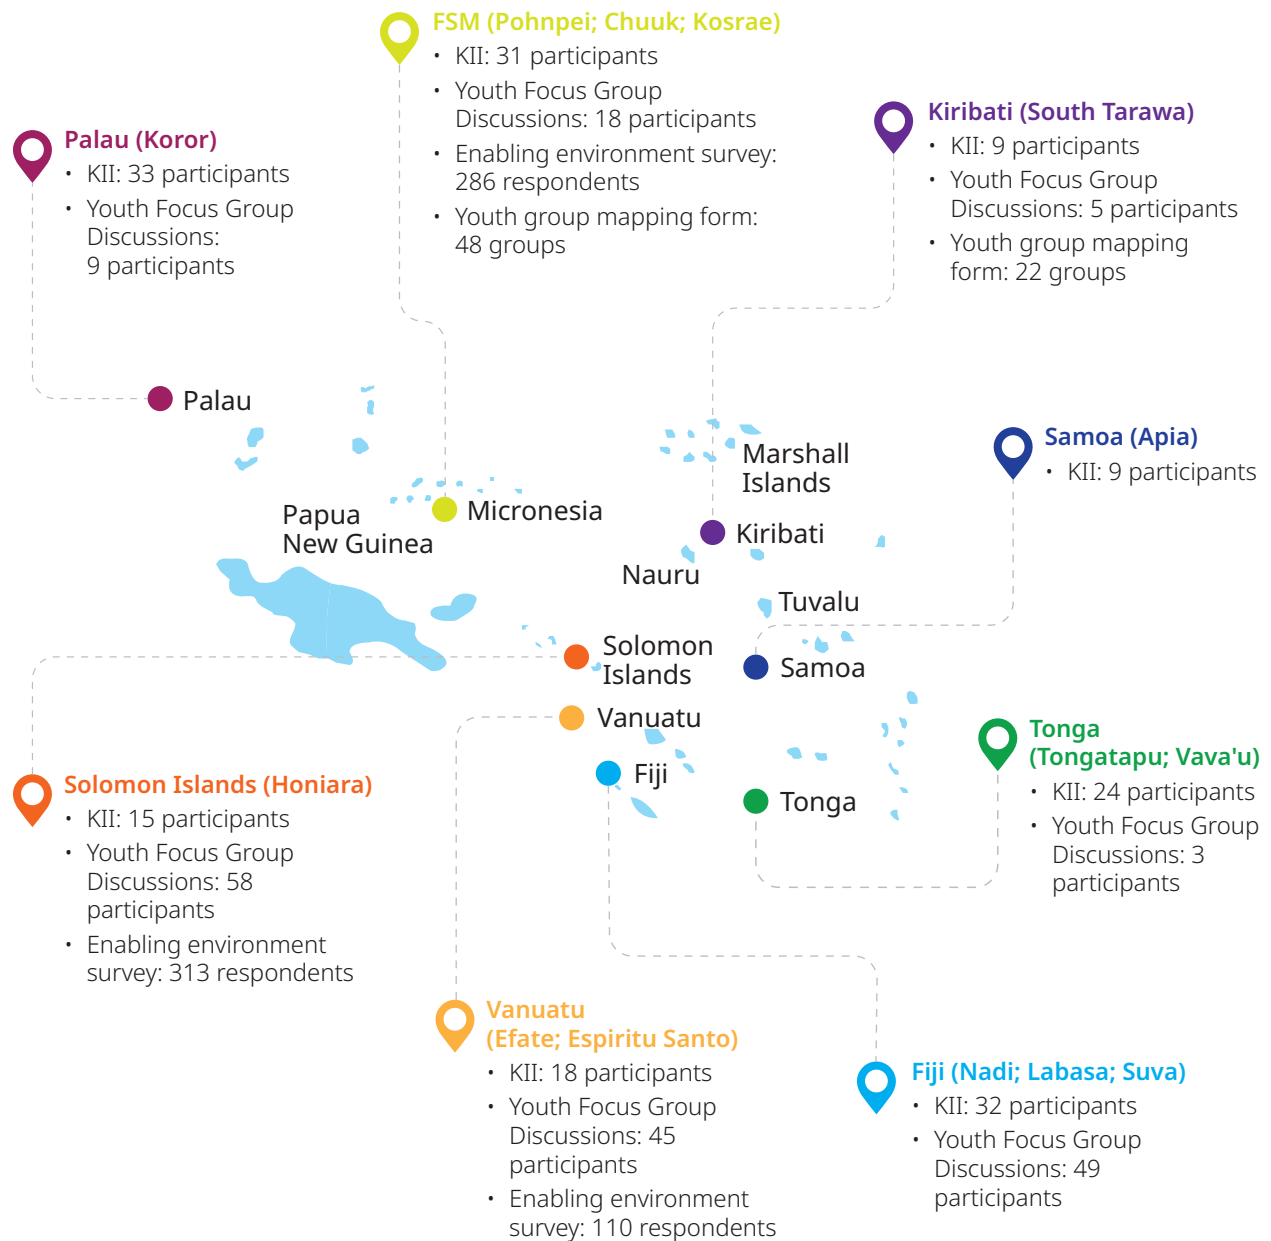 FSM (Pohnpei; Chuuk; Kosrae)
• KII: 31 participants
• Youth Focus Group
Discussions: 18 participants
• Enabling environment survey:
286 respondents
• Youth group mapping form:
48 groups
Kiribati (South Tarawa)
• KII: 9 participants
• Youth Focus Group
Discussions: 5 participants
• Youth group mapping
form: 22 groups
Palau (Koror)
• KII: 33 participants
• Youth Focus Group
Discussions:
9 participants
Palau
Samoa (Apia)
• KII: 9 participants
Marshall
Islands
Micronesia
Papua
New Guinea
Kiribati
Nauru
Tuvalu
Solomon
Islands
Samoa
Vanuatu
Fiji
Tonga
Tonga
(Tongatapu; Vava'u)
• KII: 24 participants
• Youth Focus Group
Discussions: 3
participants
Solomon Islands (Honiara)
• KII: 15 participants
• Youth Focus Group
Discussions: 58
participants
• Enabling environment
survey: 313 respondents
Vanuatu
(Efate; Espiritu Santo)
• KII: 18 participants
• Youth Focus Group
Discussions: 45
participants
• Enabling environment
survey: 110 respondents
Fiji (Nadi; Labasa; Suva)
• KII: 32 participants
• Youth Focus Group
Discussions: 49
participants